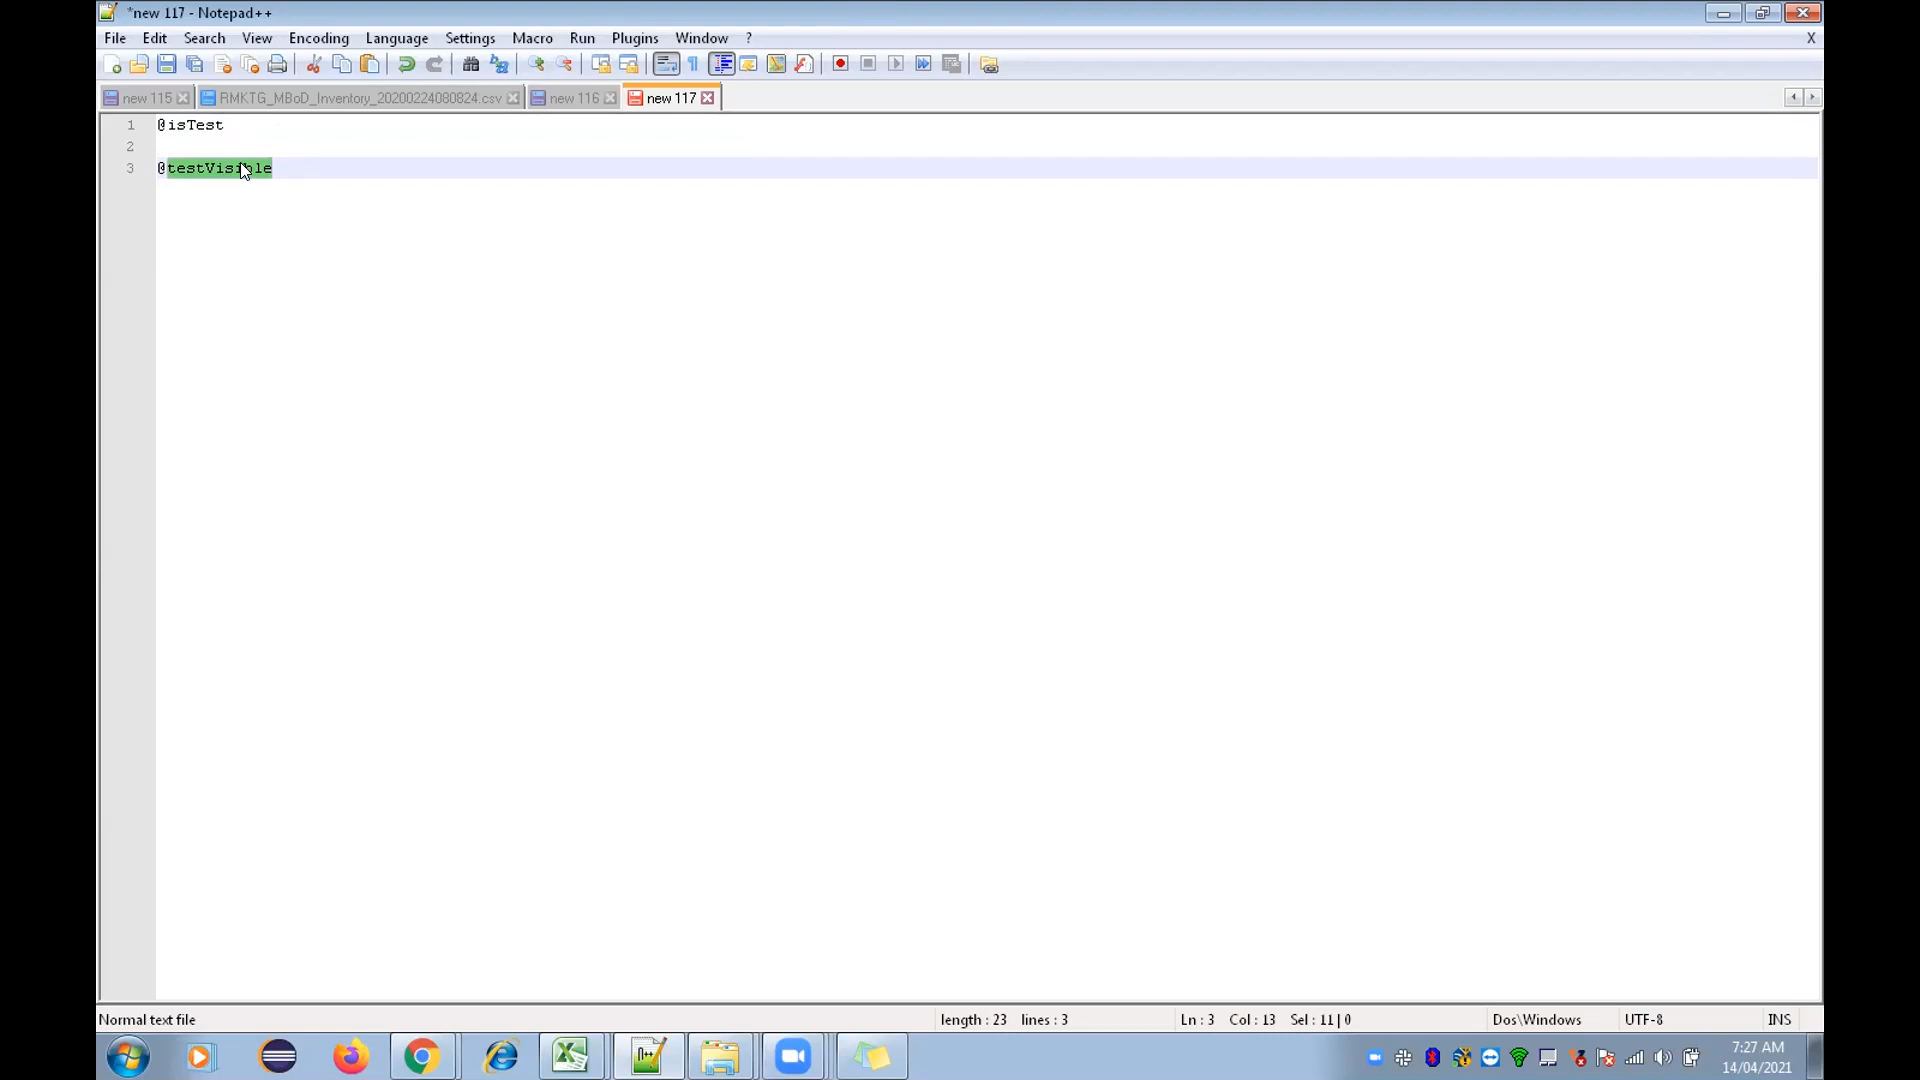 *new 117 - Notepad++
File Edit Search View Encoding Language Settings Macro Run Plugins Window ? X
new 115 RMKTG_MBoD_Inventory_20200224080824.csv new 116 new 117
1 @isTest
2
3 @testVisible
Normal text file length : 23 lines : 3 Ln : 3 Col : 13 Sel : 11 | 0 Dos\Windows UTF-8 INS
7:27 AM
14/04/2021